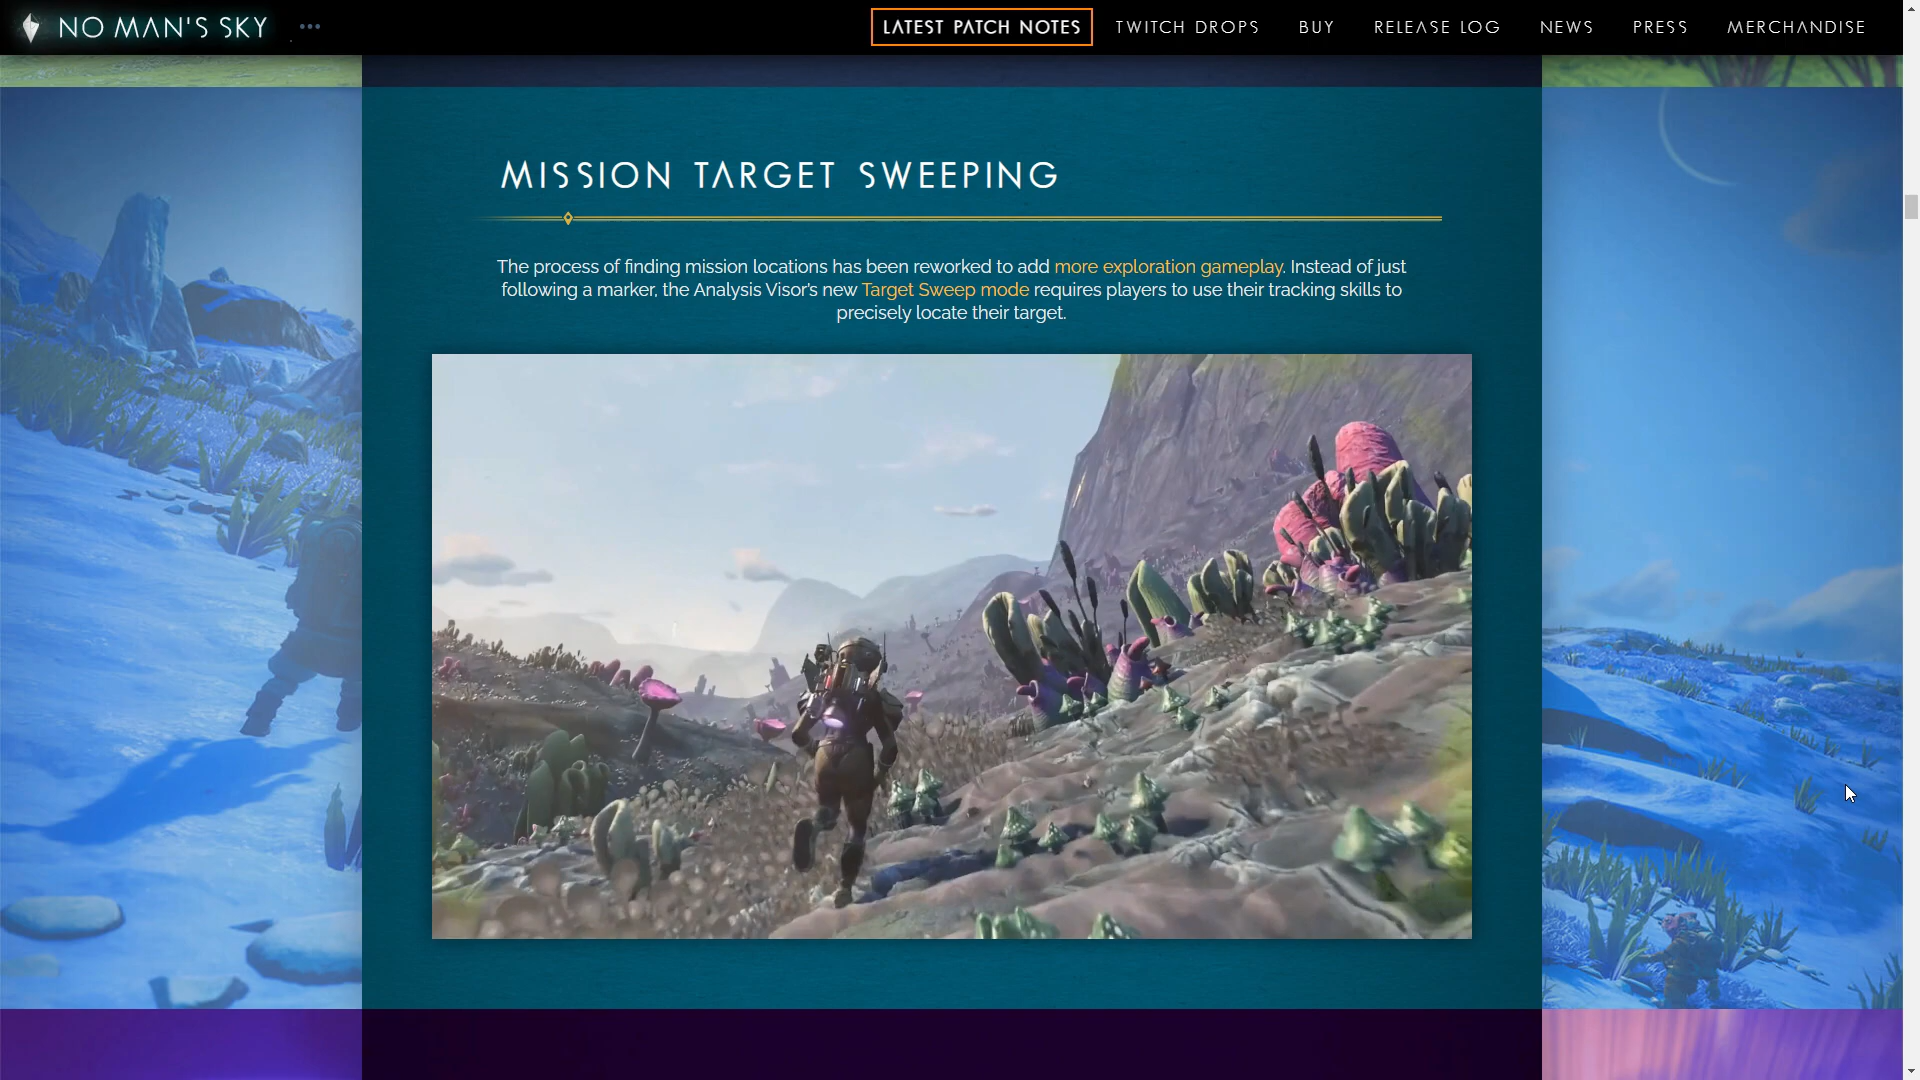 NO MAN'S SKY
LATEST PATCH NOTES
TWITCH DROPS
BUY
RELEASE LOG
NEWS
PRESS
MERCHANDISE
MISSION TARGET SWEEPING
The process of finding mission locations has been reworked to add more exploration gameplay. Instead of just
following a marker, the Analysis Visor’s new Target Sweep mode requires players to use their tracking skills to
precisely locate their target.